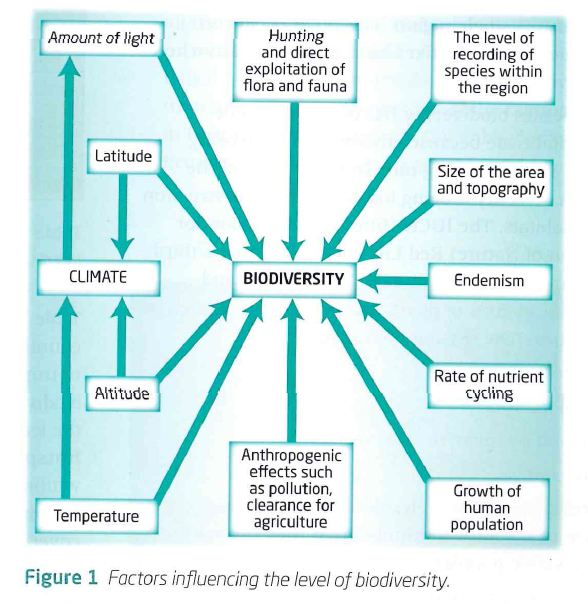 Amount of light
Hunting
and direct
exploitation of
flora and fauna
The level of
recording of
species within
the region
Latitude
Size of the area
and topography
CLIMATE
BIODIVERSITY
Endemism
Altitude
Rate of nutrient
cycling
Temperature
Anthropogenic
effects such
as pollution,
clearance for
agriculture
Growth of
human
population
Figure 1 Factors influencing the level of biodiversity.